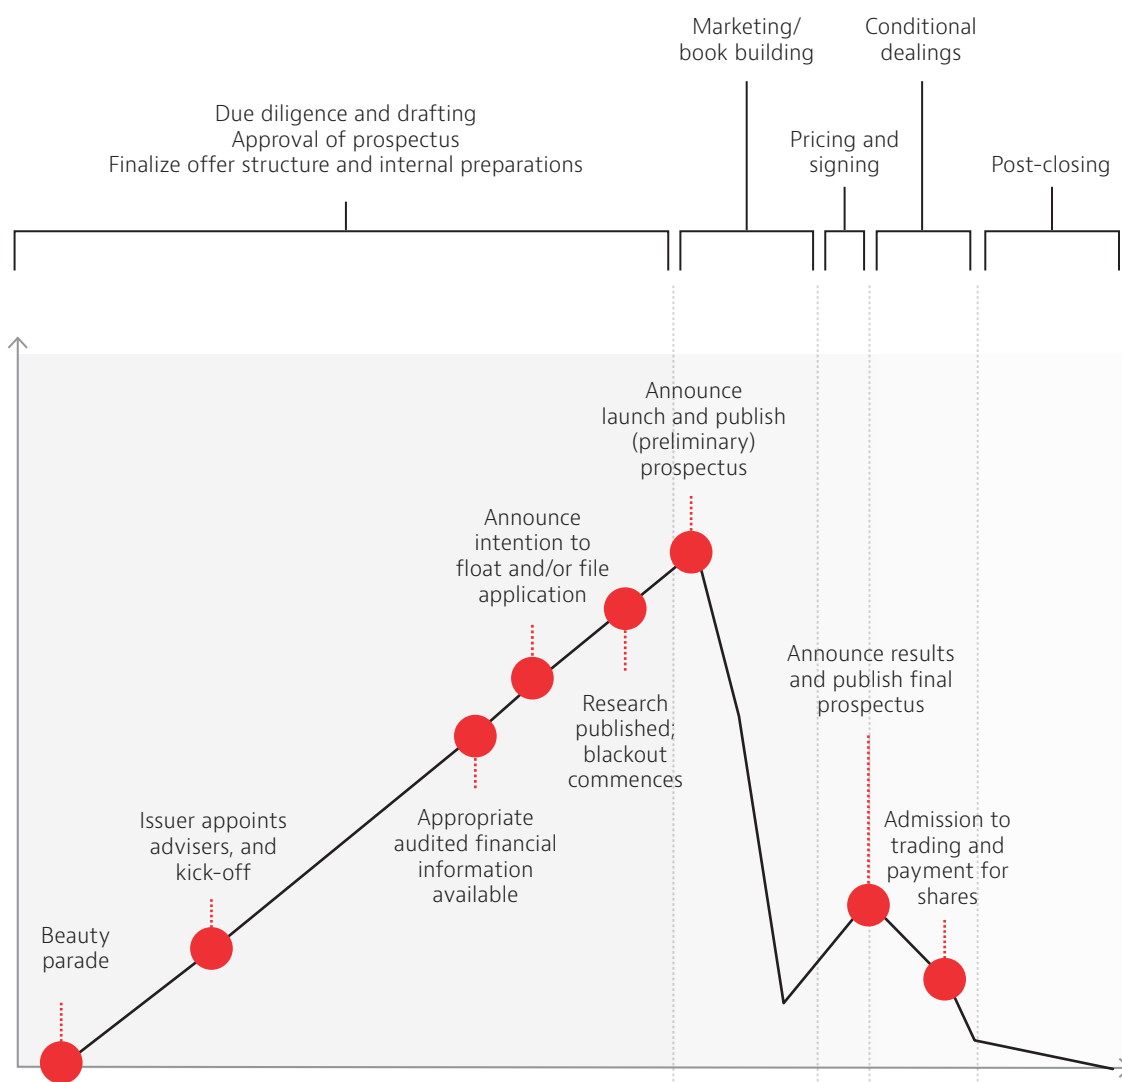 Marketing/
book building
Conditional
dealings
Due diligence and drafting
Approval of prospectus
Finalize offer structure and internal preparations
Pricing and
signing
Post-closing
Announce
launch and publish
(preliminary)
prospectus
Announce
intention to
float and/or file
application
Research
published;
blackout
commences
Announce results
and publish final
prospectus
Issuer appoints
advisers, and
kick-off
Appropriate
audited financial
information
available
Admission to
trading and
payment for
shares
Beauty
parade